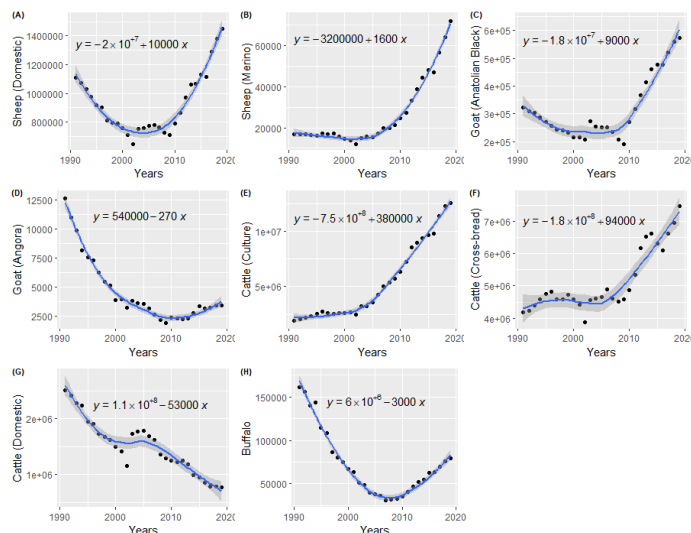 (A)
y = −2 × 10⁺⁷ + 10000 x
Sheep (Domestic)
1400000
1200000
1000000
800000
1990 2000 2010 2020
Years
(B)
y = −3200000 + 1600 x
Sheep (Merino)
60000
40000
20000
1990 2000 2010 2020
Years
(C)
y = −1.8 × 10⁺⁷ + 9000 x
Goat (Anatolian Black)
6e+05
5e+05
4e+05
3e+05
2e+05
1990 2000 2010 2020
Years
(D)
y = 540000 − 270 x
Goat (Angora)
12500
10000
7500
5000
2500
1990 2000 2010 2020
Years
(E)
y = −7.5 × 10⁺⁸ + 380000 x
Cattle (Culture)
1e+07
5e+06
1990 2000 2010 2020
Years
(F)
y = −1.8 × 10⁺⁸ + 94000 x
Cattle (Cross-bread)
7e+06
6e+06
5e+06
4e+06
1990 2000 2010 2020
Years
(G)
y = 1.1 × 10⁺⁸ − 53000 x
Cattle (Domestic)
2e+06
1e+06
1990 2000 2010 2020
Years
(H)
y = 6 × 10⁺⁶ − 3000 x
Buffalo
150000
100000
50000
1990 2000 2010 2020
Years